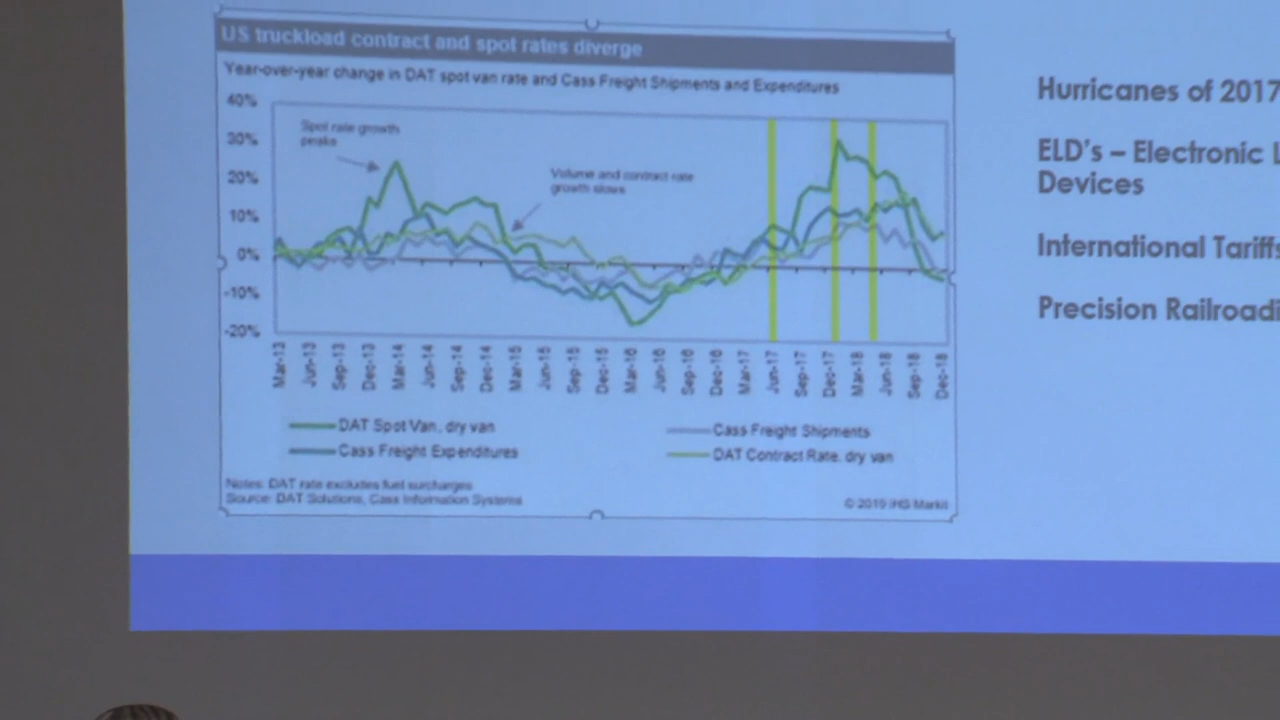 US truckload contract and spot rates diverge
Year-over-year change in DAT spot van rate and Cass Freight Shipments and Expenditures
40%
30%
20%
10%
0%
-10%
-20%
Spot rate growth
peaks
Volume and contract rate
growth slows
Mar-13
Jun-13
Sep-13
Dec-13
Mar-14
Jun-14
Sep-14
Dec-14
Mar-15
Jun-15
Sep-15
Dec-15
Mar-16
Jun-16
Sep-16
Dec-16
Mar-17
Jun-17
Sep-17
Dec-17
Mar-18
Jun-18
Sep-18
Dec-18
DAT Spot Van, dry van
Cass Freight Shipments
Cass Freight Expenditures
DAT Contract Rate, dry van
Notes: DAT rate excludes fuel surcharges
Source: DAT Solutions, Cass Information Systems
© 2019 IHS Markit
Hurricanes of 2017
ELD's – Electronic L
Devices
International Tariffs
Precision Railroadi